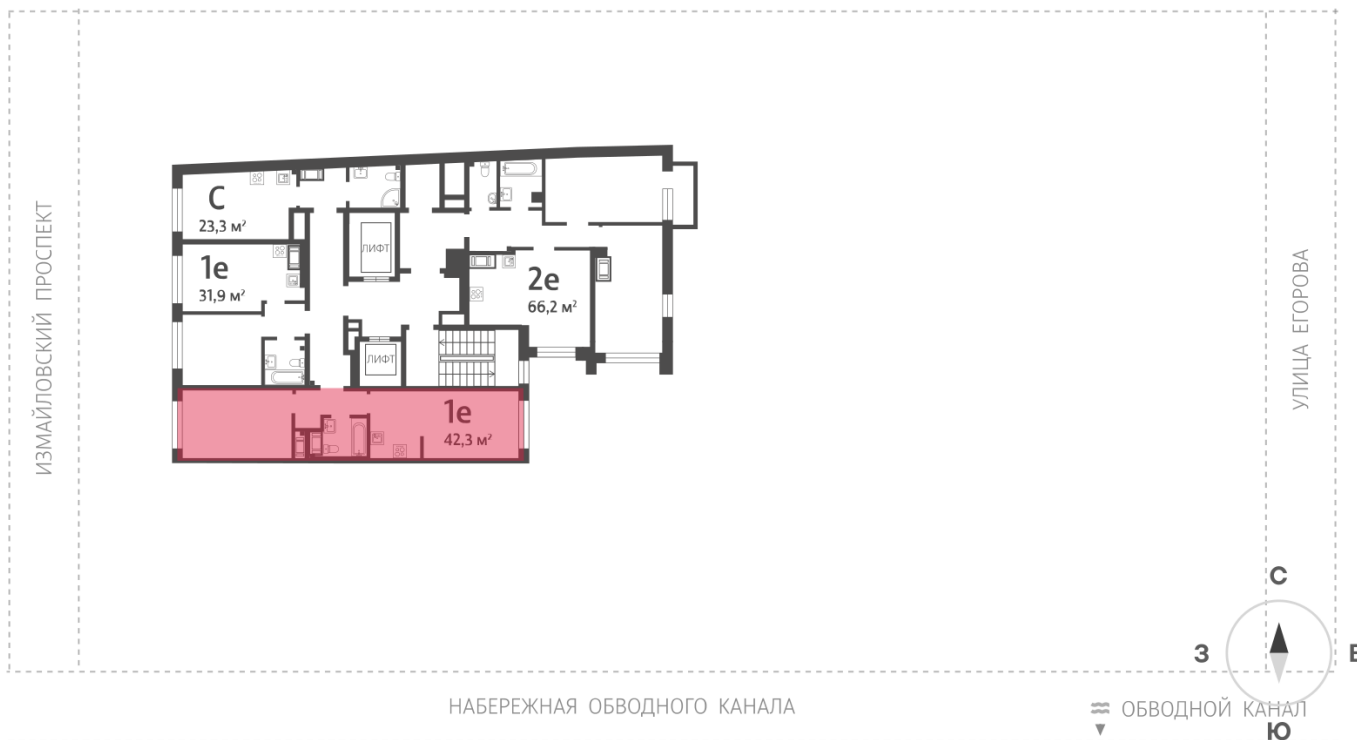 С
23,3 м²
ЛИФТ
1е
31,9 м²
2е
66,2 м²
ЛИФТ
1е
42,3 м²
ИЗМАЙЛОВСКИЙ ПРОСПЕКТ
УЛИЦА ЕГОРОВА
С
З
В
НАБЕРЕЖНАЯ ОБВОДНОГО КАНАЛА
ОБВОДНОЙ КАНАЛ
Ю